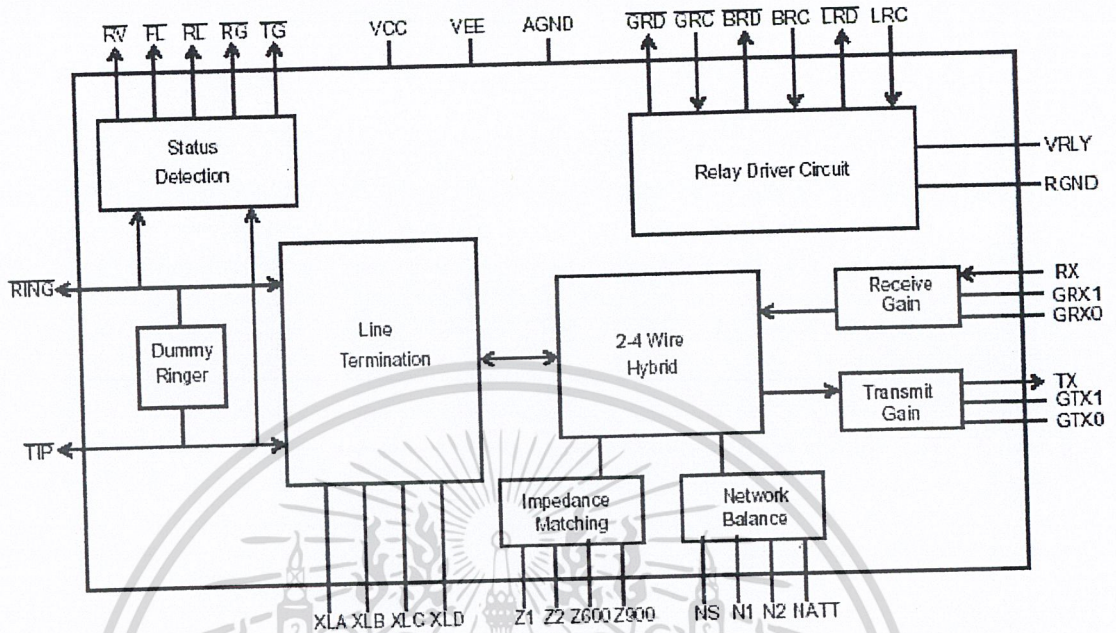 RV FL RL RG TG VCC VEE AGND GRD GRC BRD BRC LRD LRC
Status
Detection
Relay Driver Circuit
VRLY
RGND
RING
TIP
Dummy
Ringer
Line
Termination
2-4 Wire
Hybrid
Receive
Gain
RX
GRX1
GRX0
Transmit
Gain
TX
GTX1
GTX0
Impedance
Matching
Network
Balance
XLA XLB XLC XLD Z1 Z2 Z600 Z900 NS N1 N2 NATT